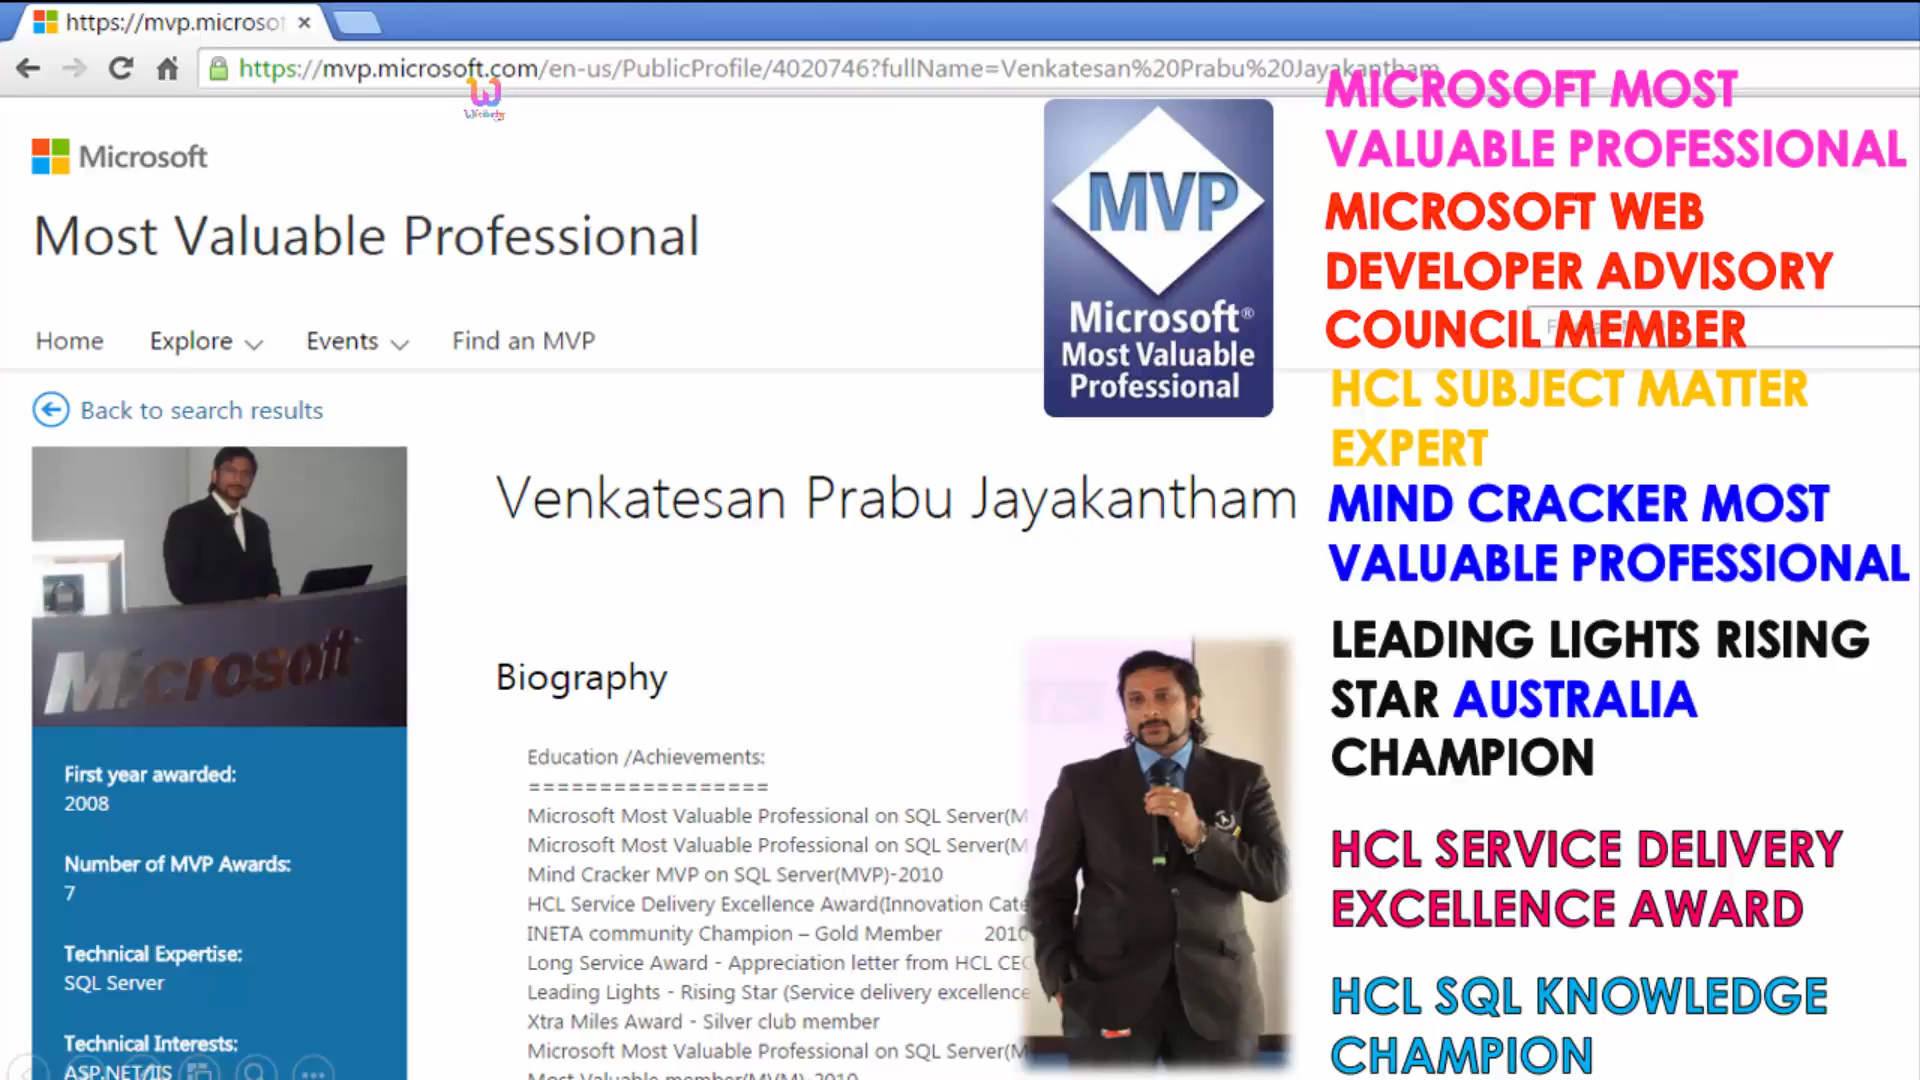 https://mvp.microsof
https://mvp.microsoft.com/en-us/PublicProfile/4020746?fullName=Venkatesan%20Prabu%20Jayakantham
Microsoft
Most Valuable Professional
Home Explore Events Find an MVP
Back to search results
MVP
Microsoft®
Most Valuable
Professional
Microsoft
First year awarded:
2008
Number of MVP Awards:
7
Technical Expertise:
SQL Server
Technical Interests:
ASP.NET/IIS
Venkatesan Prabu Jayakantham
Biography
Education /Achievements:
=================
Microsoft Most Valuable Professional on SQL Server(M
Microsoft Most Valuable Professional on SQL Server(M
Mind Cracker MVP on SQL Server(MVP)-2010
HCL Service Delivery Excellence Award(Innovation Cate
INETA community Champion – Gold Member 2010
Long Service Award - Appreciation letter from HCL CEO
Leading Lights - Rising Star (Service delivery excellence
Xtra Miles Award - Silver club member
Microsoft Most Valuable Professional on SQL Server(M
Most Valuable member(MVM)-2010
MICROSOFT MOST
VALUABLE PROFESSIONAL
MICROSOFT WEB
DEVELOPER ADVISORY
COUNCIL MEMBER
HCL SUBJECT MATTER
EXPERT
MIND CRACKER MOST
VALUABLE PROFESSIONAL
LEADING LIGHTS RISING
STAR AUSTRALIA
CHAMPION
HCL SERVICE DELIVERY
EXCELLENCE AWARD
HCL SQL KNOWLEDGE
CHAMPION